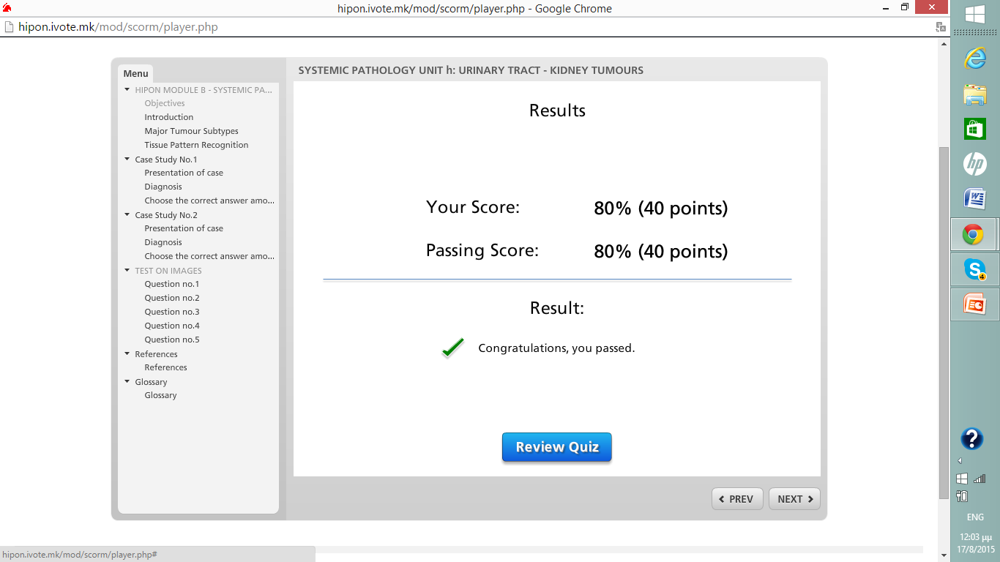 hipon.ivote.mk/mod/scorm/player.php - Google Chrome
hipon.ivote.mk/mod/scorm/player.php
Menu
HIPON MODULE B - SYSTEMIC PA...
Objectives
Introduction
Major Tumour Subtypes
Tissue Pattern Recognition
Case Study No.1
Presentation of case
Diagnosis
Choose the correct answer amo...
Case Study No.2
Presentation of case
Diagnosis
Choose the correct answer amo...
TEST ON IMAGES
Question no.1
Question no.2
Question no.3
Question no.4
Question no.5
References
References
Glossary
Glossary
SYSTEMIC PATHOLOGY UNIT h: URINARY TRACT - KIDNEY TUMOURS
Results
Your Score: 80% (40 points)
Passing Score: 80% (40 points)
Result:
Congratulations, you passed.
Review Quiz
PREV NEXT
hipon.ivote.mk/mod/scorm/player.php#
hp
4
?
ENG
12:03 μμ
17/8/2015